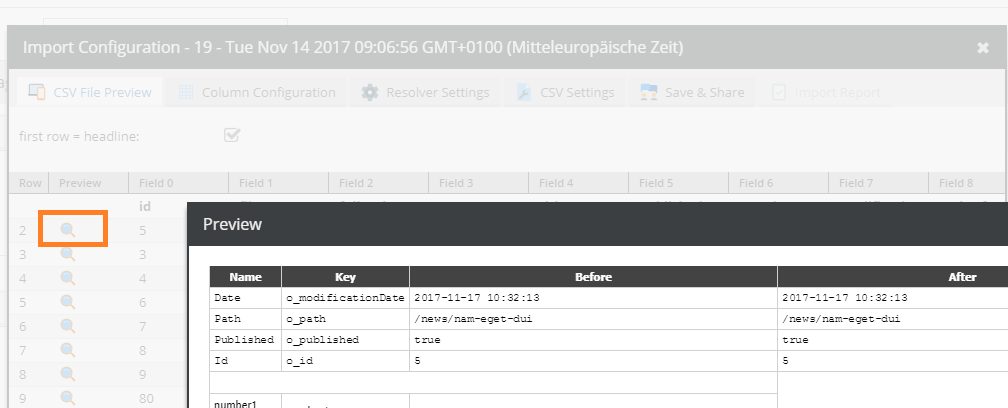 Import Configuration - 19 - Tue Nov 14 2017 09:06:56 GMT+0100 (Mitteleuropäische Zeit)
CSV File Preview Column Configuration Resolver Settings CSV Settings Save & Share Import Report
first row = headline:
Row Preview Field 0 Field 1 Field 2 Field 3 Field 4 Field 5 Field 6 Field 7 Field 8
id
2 5
3 3
4 4
5 6
6 7
7 8
8 9
9 80
Preview
Name Key Before After
Date o_modificationDate 2017-11-17 10:32:13 2017-11-17 10:32:13
Path o_path /news/nam-eget-dui /news/nam-eget-dui
Published o_published true true
Id o_id 5 5
number1